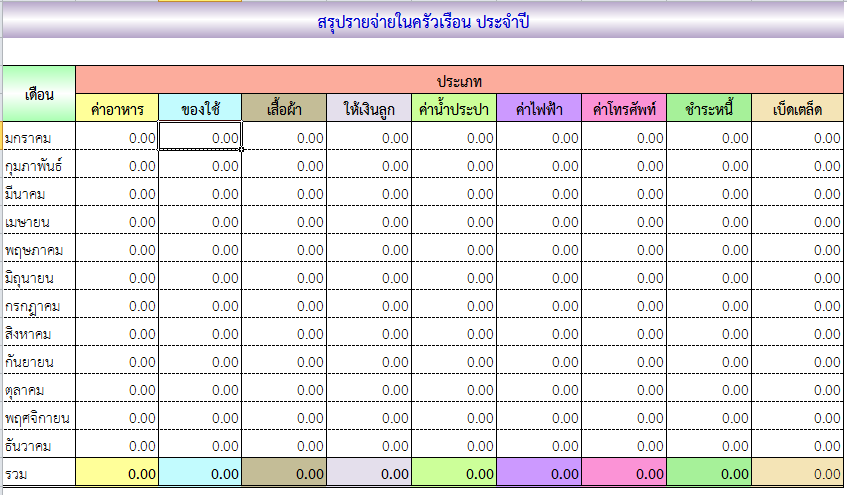 สรุปรายจ่ายในครัวเรือน ประจำปี
เดือน ประเภท
ค่าอาหาร ของใช้ เสื้อผ้า ให้เงินลูก ค่าน้ำประปา ค่าไฟฟ้า ค่าโทรศัพท์ ชำระหนี้ เบ็ดเตล็ด
มกราคม 0.00 0.00 0.00 0.00 0.00 0.00 0.00 0.00 0.00
กุมภาพันธ์ 0.00 0.00 0.00 0.00 0.00 0.00 0.00 0.00 0.00
มีนาคม 0.00 0.00 0.00 0.00 0.00 0.00 0.00 0.00 0.00
เมษายน 0.00 0.00 0.00 0.00 0.00 0.00 0.00 0.00 0.00
พฤษภาคม 0.00 0.00 0.00 0.00 0.00 0.00 0.00 0.00 0.00
มิถุนายน 0.00 0.00 0.00 0.00 0.00 0.00 0.00 0.00 0.00
กรกฎาคม 0.00 0.00 0.00 0.00 0.00 0.00 0.00 0.00 0.00
สิงหาคม 0.00 0.00 0.00 0.00 0.00 0.00 0.00 0.00 0.00
กันยายน 0.00 0.00 0.00 0.00 0.00 0.00 0.00 0.00 0.00
ตุลาคม 0.00 0.00 0.00 0.00 0.00 0.00 0.00 0.00 0.00
พฤศจิกายน 0.00 0.00 0.00 0.00 0.00 0.00 0.00 0.00 0.00
ธันวาคม 0.00 0.00 0.00 0.00 0.00 0.00 0.00 0.00 0.00
รวม 0.00 0.00 0.00 0.00 0.00 0.00 0.00 0.00 0.00